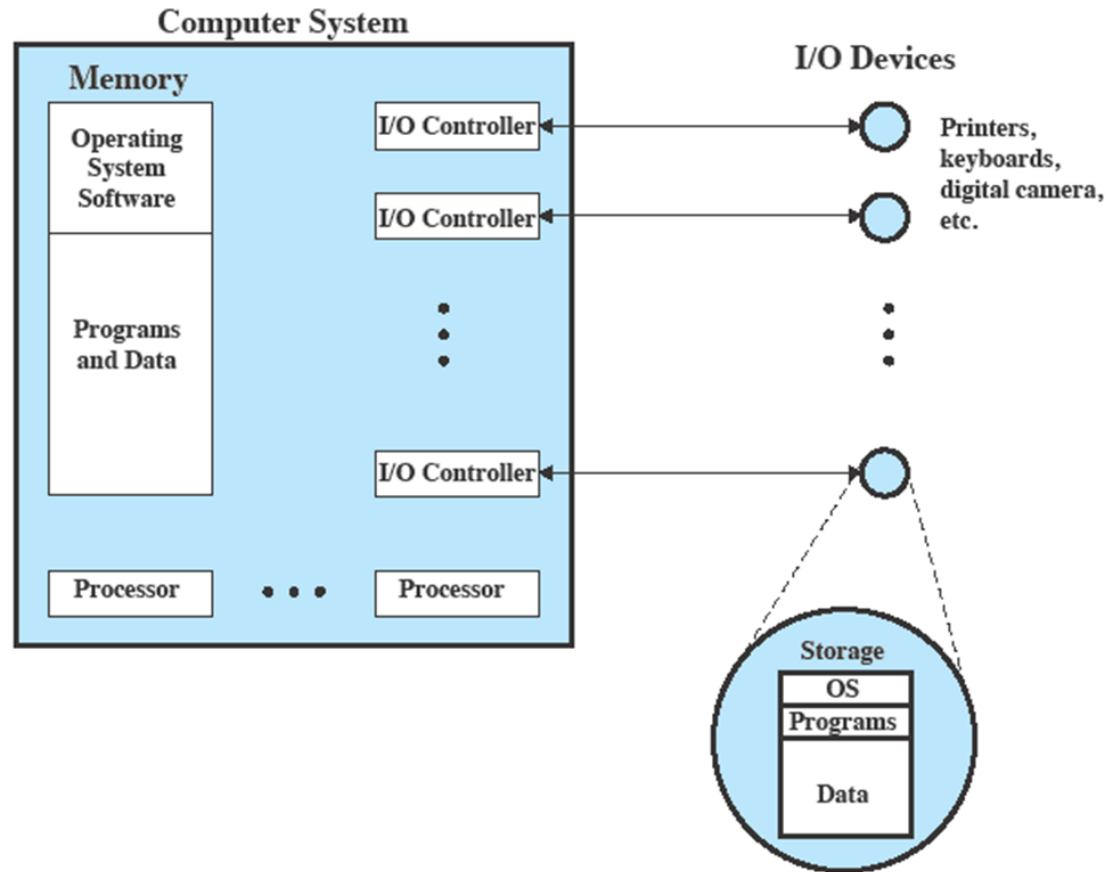 Computer System
Memory
Operating
System
Software
Programs
and Data
I/O Controller
I/O Controller
I/O Controller
Processor
Processor
I/O Devices
Printers,
keyboards,
digital camera,
etc.
Storage
OS
Programs
Data